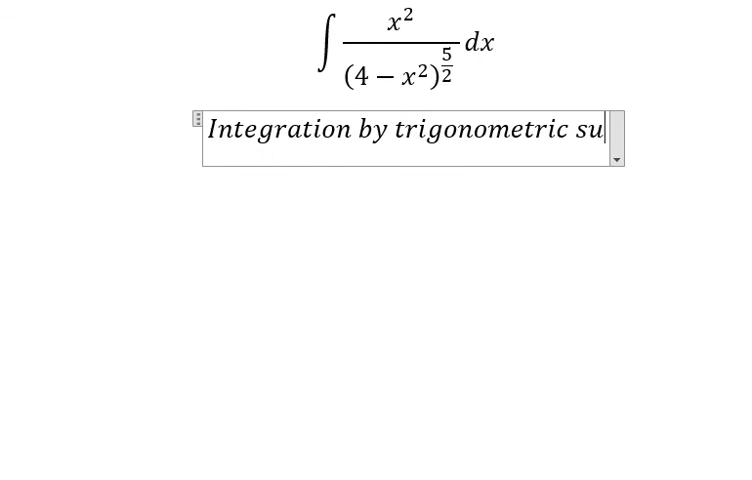 ∫ x² / (4 − x²)^(5/2) dx
Integration by trigonometric su